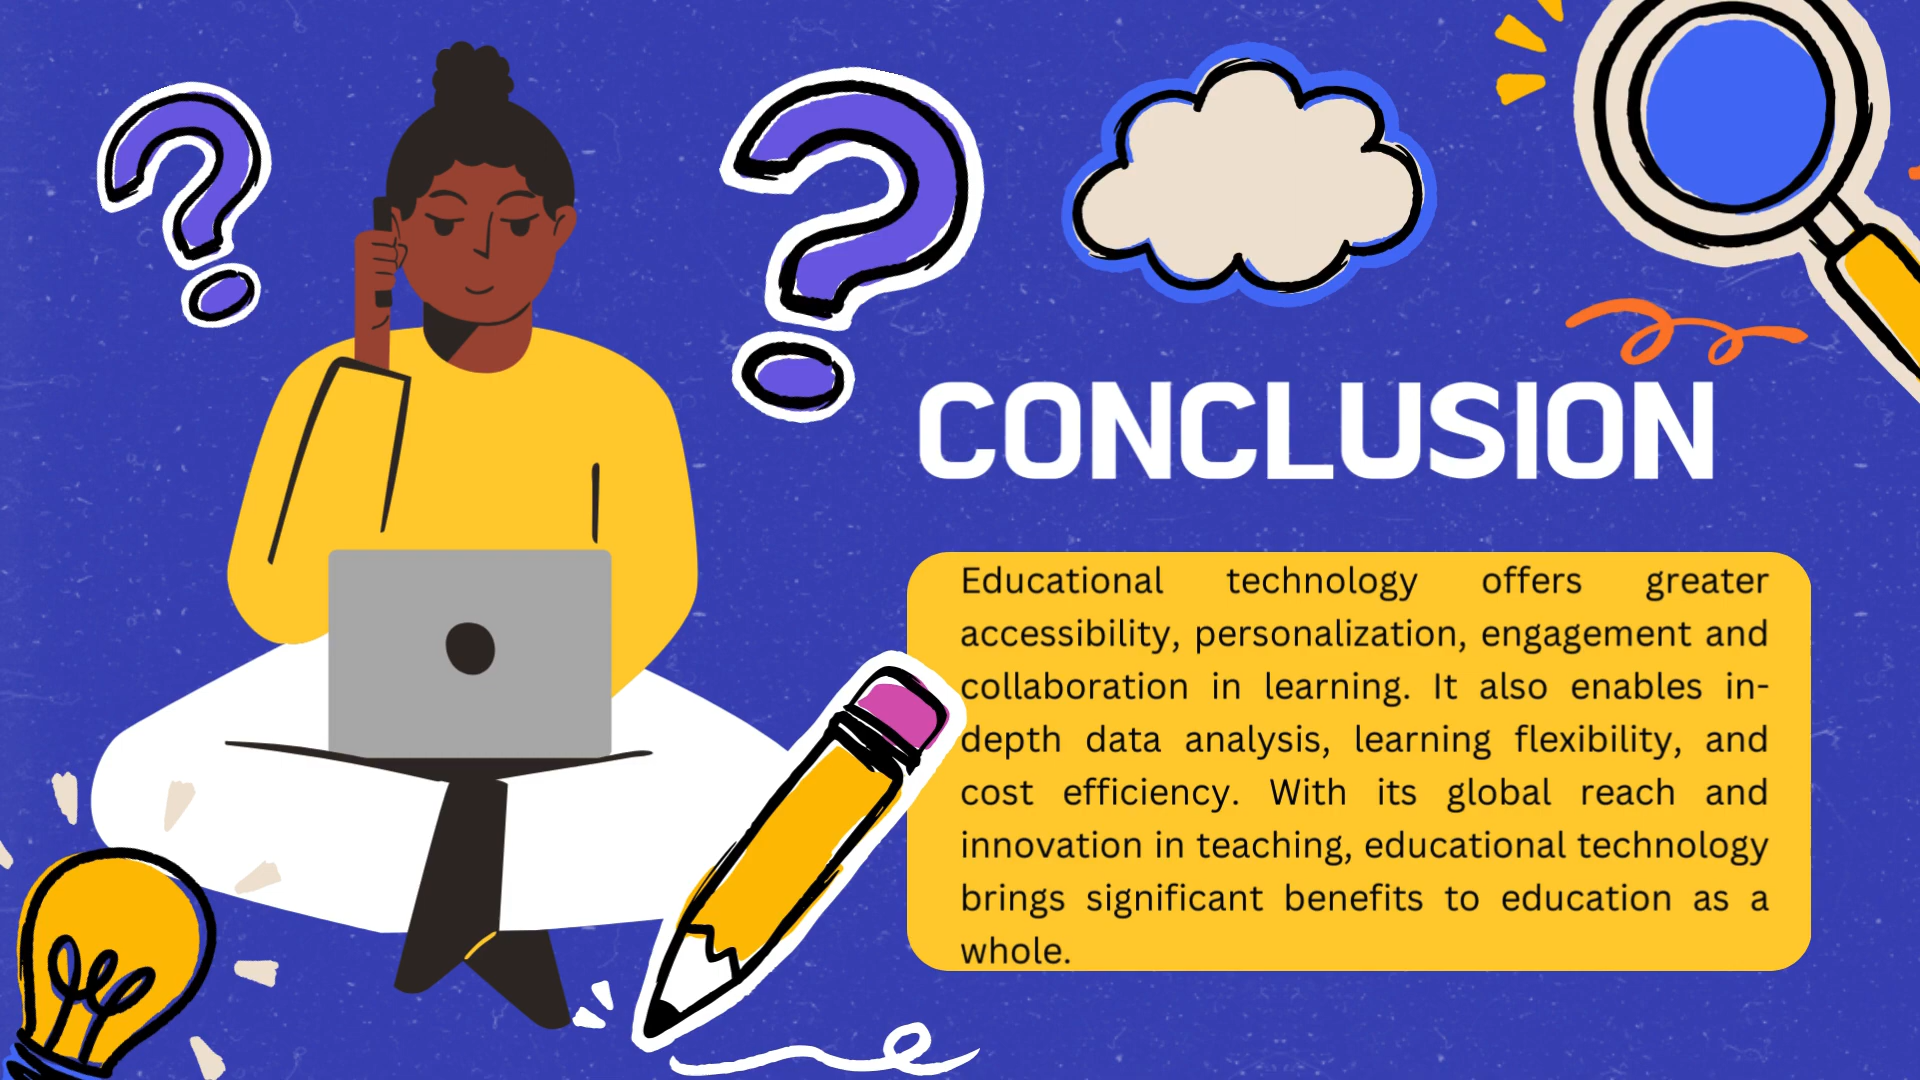 CONCLUSION
Educational technology offers greater
accessibility, personalization, engagement and
collaboration in learning. It also enables in-
depth data analysis, learning flexibility, and
cost efficiency. With its global reach and
innovation in teaching, educational technology
brings significant benefits to education as a
whole.